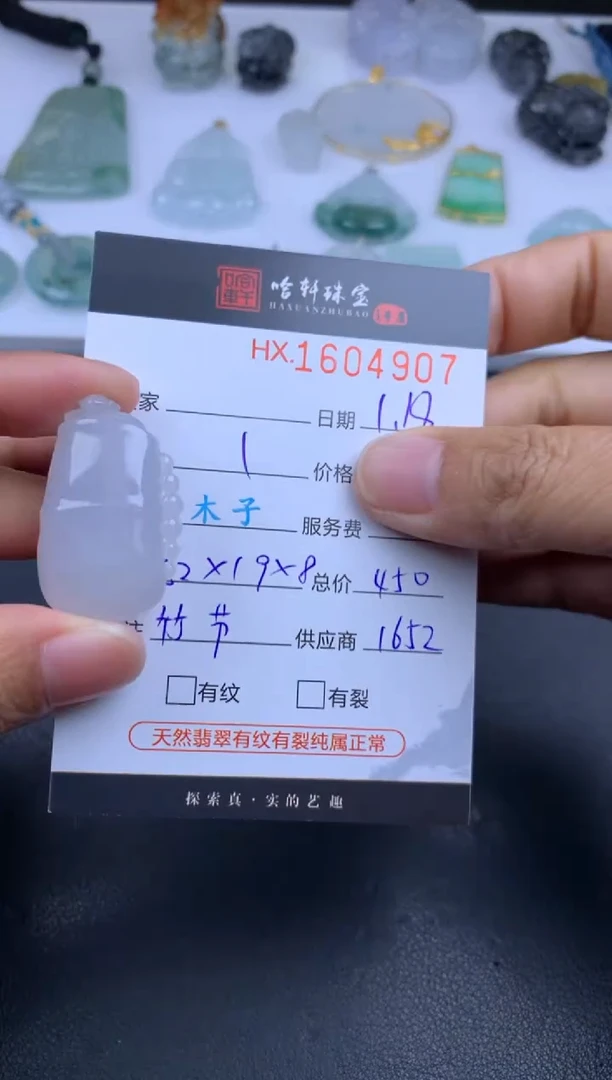 哈轩珠宝
HAXUANZHUBAO
HX.1604907
家 日期 1.18
1 价格
木子 服务费
2×19×8 总价 450
竹节 供应商 1652
有纹 有裂
天然翡翠有纹有裂纯属正常
探索真·实的艺趣